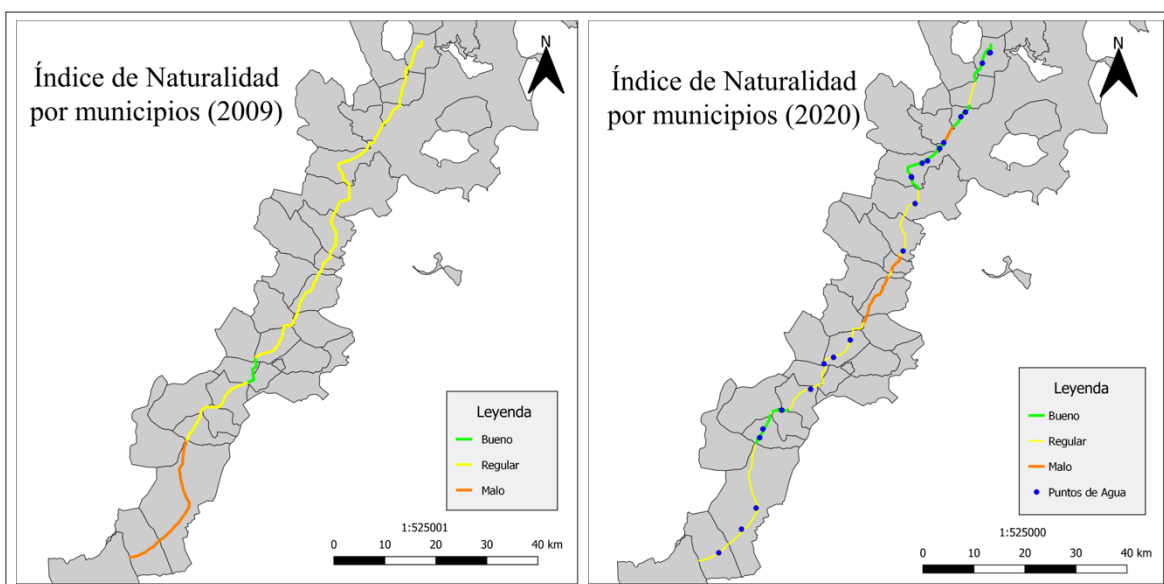 Índice de Naturalidad
por municipios (2009)
N
Leyenda
Bueno
Regular
Malo
1:525001
0 10 20 30 40 km
Índice de Naturalidad
por municipios (2020)
N
Leyenda
Bueno
Regular
Malo
Puntos de Agua
1:525000
0 10 20 30 40 km